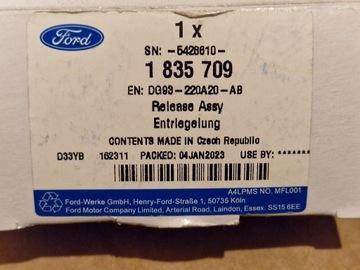 Ford
1 x
SN: -5426610-
1 835 709
EN: DG93-220A20-AB
Release Assy
Entriegelung
CONTENTS MADE IN Czech Republic
D33YB 162311 PACKED: 04JAN2023 USE BY: *******
A4LPMS NO. MFL001
Ford-Werke GmbH, Henry-Ford-Straße 1, 50735 Köln
Ford Motor Company Limited, Arterial Road, Laindon, Essex. SS15 6EE